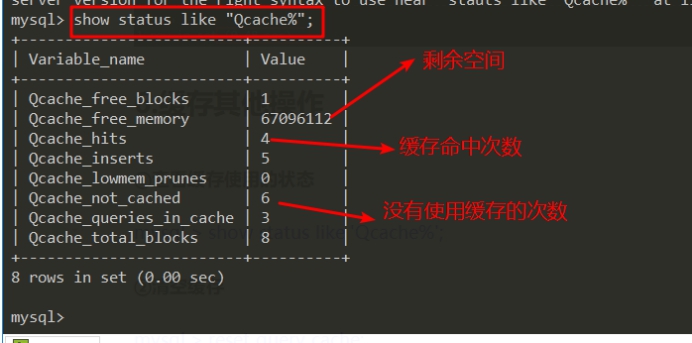 server version for the right syntax to use near 'stauts like "Qcache%"' at li
mysql> show status like "Qcache%";
+-------------------------+----------+
| Variable_name | Value |
+-------------------------+----------+
| Qcache_free_blocks | 1 |
| Qcache_free_memory | 67096112 | 剩余空间
| Qcache_hits | 4 | 缓存命中次数
| Qcache_inserts | 5 |
| Qcache_lowmem_prunes | 0 |
| Qcache_not_cached | 6 | 没有使用缓存的次数
| Qcache_queries_in_cache | 3 |
| Qcache_total_blocks | 8 |
+-------------------------+----------+
8 rows in set (0.00 sec)
mysql>